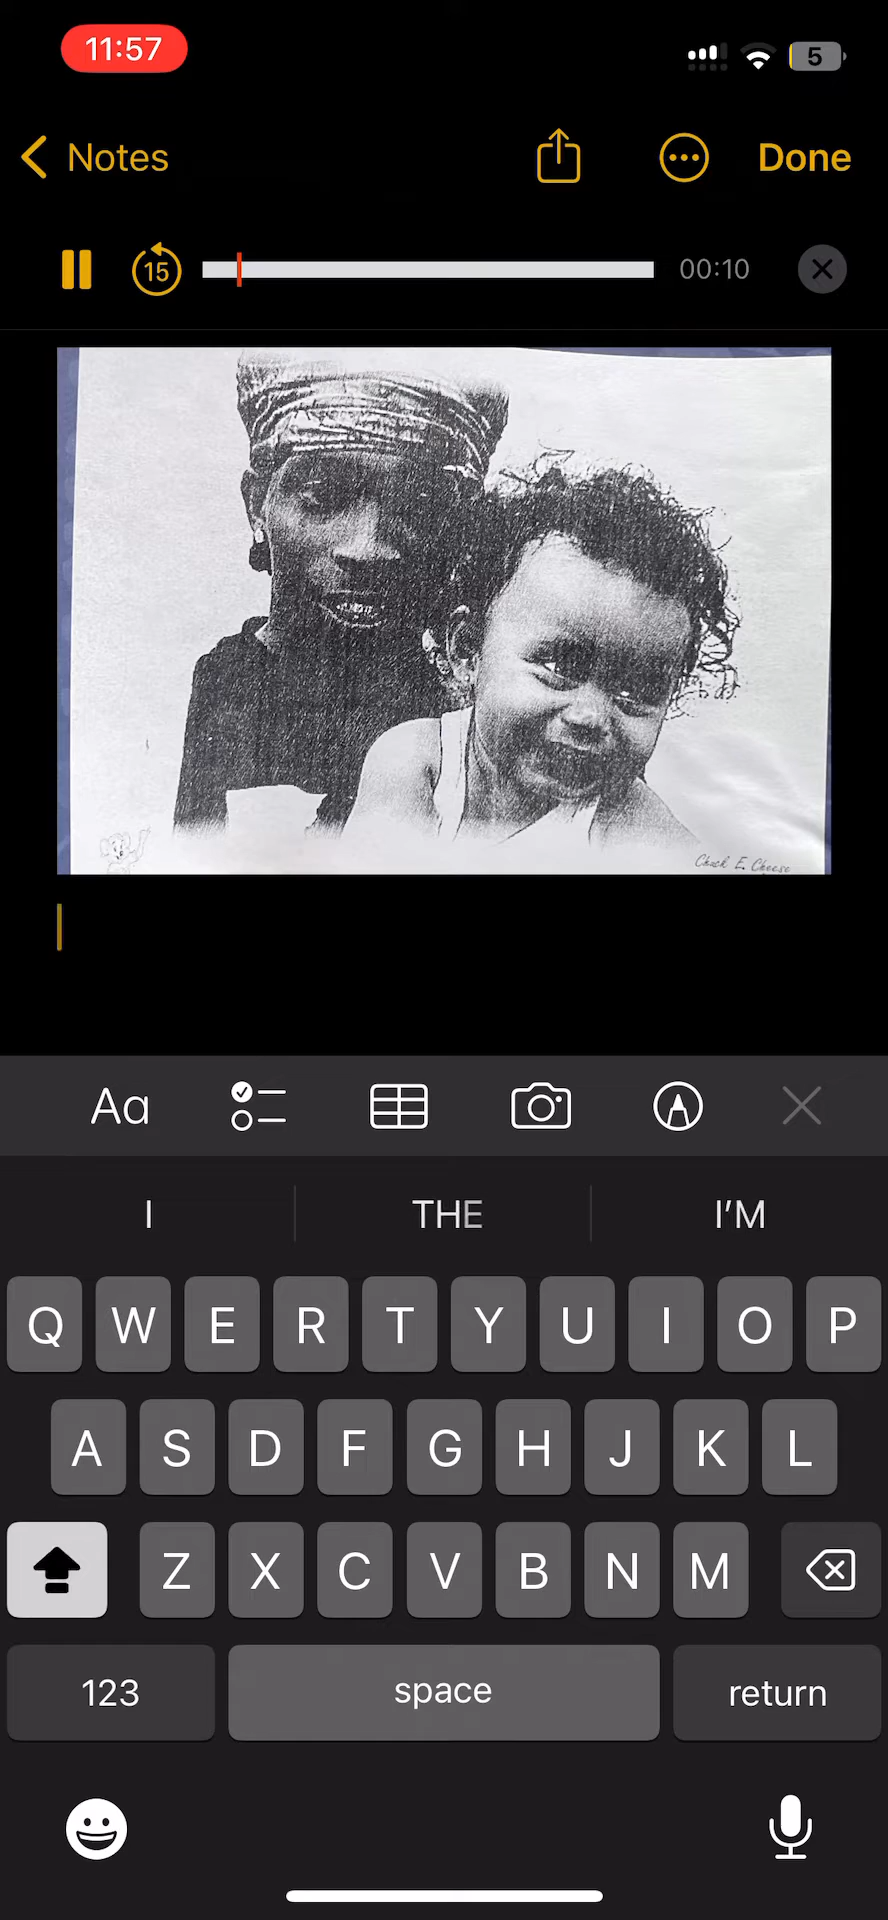 11:57
5
Notes
Done
15
00:10
Chuck E. Cheese
Aa
I
THE
I'M
Q W E R T Y U I O P
A S D F G H J K L
Z X C V B N M
123
space
return